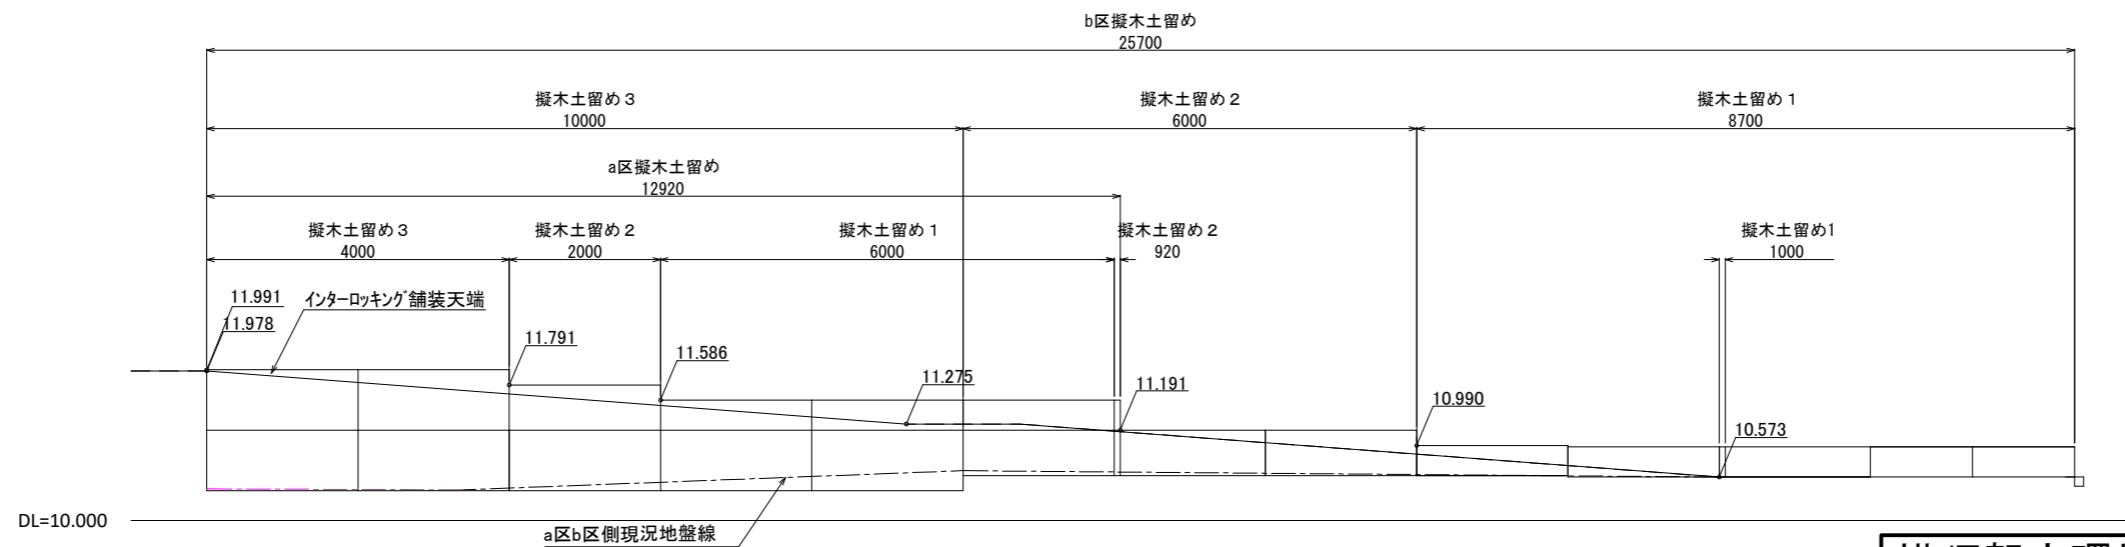 b区擬木土留め
25700
擬木土留め３
10000
擬木土留め２
6000
擬木土留め１
8700
a区擬木土留め
12920
擬木土留め３
4000
擬木土留め２
2000
擬木土留め１
6000
擬木土留め２
920
擬木土留め1
1000
11.991
11.978
インターロッキング舗装天端
11.791
11.586
11.275
11.191
10.990
10.573
DL=10.000
a区b区側現況地盤線